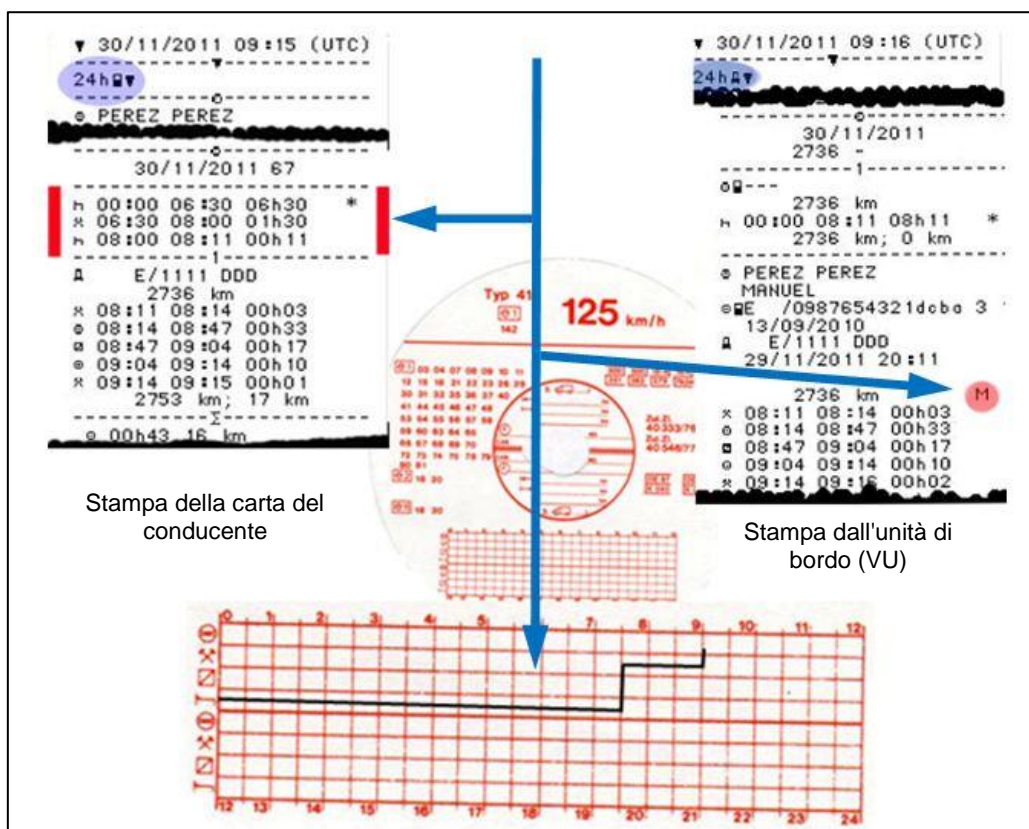 ▼ 30/11/2011 09:15 (UTC)
24h▼
PEREZ PEREZ
30/11/2011 67
00:00 06:30 06h30 *
06:30 08:00 01h30
08:00 08:11 00h11
1
E/1111 DDD
2736 km
08:11 08:14 00h03
08:14 08:47 00h33
08:47 09:04 00h17
09:04 09:14 00h10
09:14 09:15 00h01
2753 km; 17 km
Σ
00h43 16 km
Stampa della carta del
conducente
▼ 30/11/2011 09:16 (UTC)
24h▼
30/11/2011
2736 -
1
---
2736 km
00:00 08:11 08h11 *
2736 km; 0 km
PEREZ PEREZ
MANUEL
E /0987654321dcba 3
13/09/2010
E/1111 DDD
29/11/2011 20:11
2736 km
M
08:11 08:14 00h03
08:14 08:47 00h33
08:47 09:04 00h17
09:04 09:14 00h10
09:14 09:16 00h02
Stampa dall'unità di
bordo (VU)
Typ 41
142
125 km/h
0 1 2 3 4 5 6 7 8 9 10 11 12
12 13 14 15 16 17 18 19 20 21 22 23 24